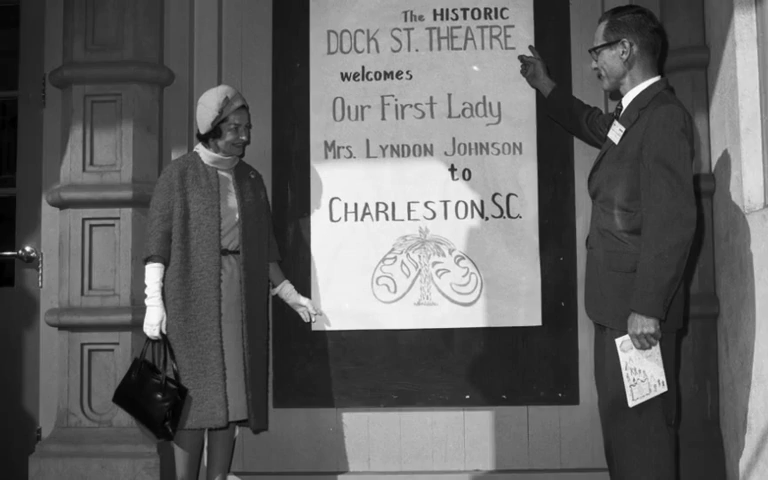 The HISTORIC
DOCK ST. THEATRE
welcomes
Our First Lady
Mrs. LYNDON JOHNSON
to
CHARLESTON, S.C.